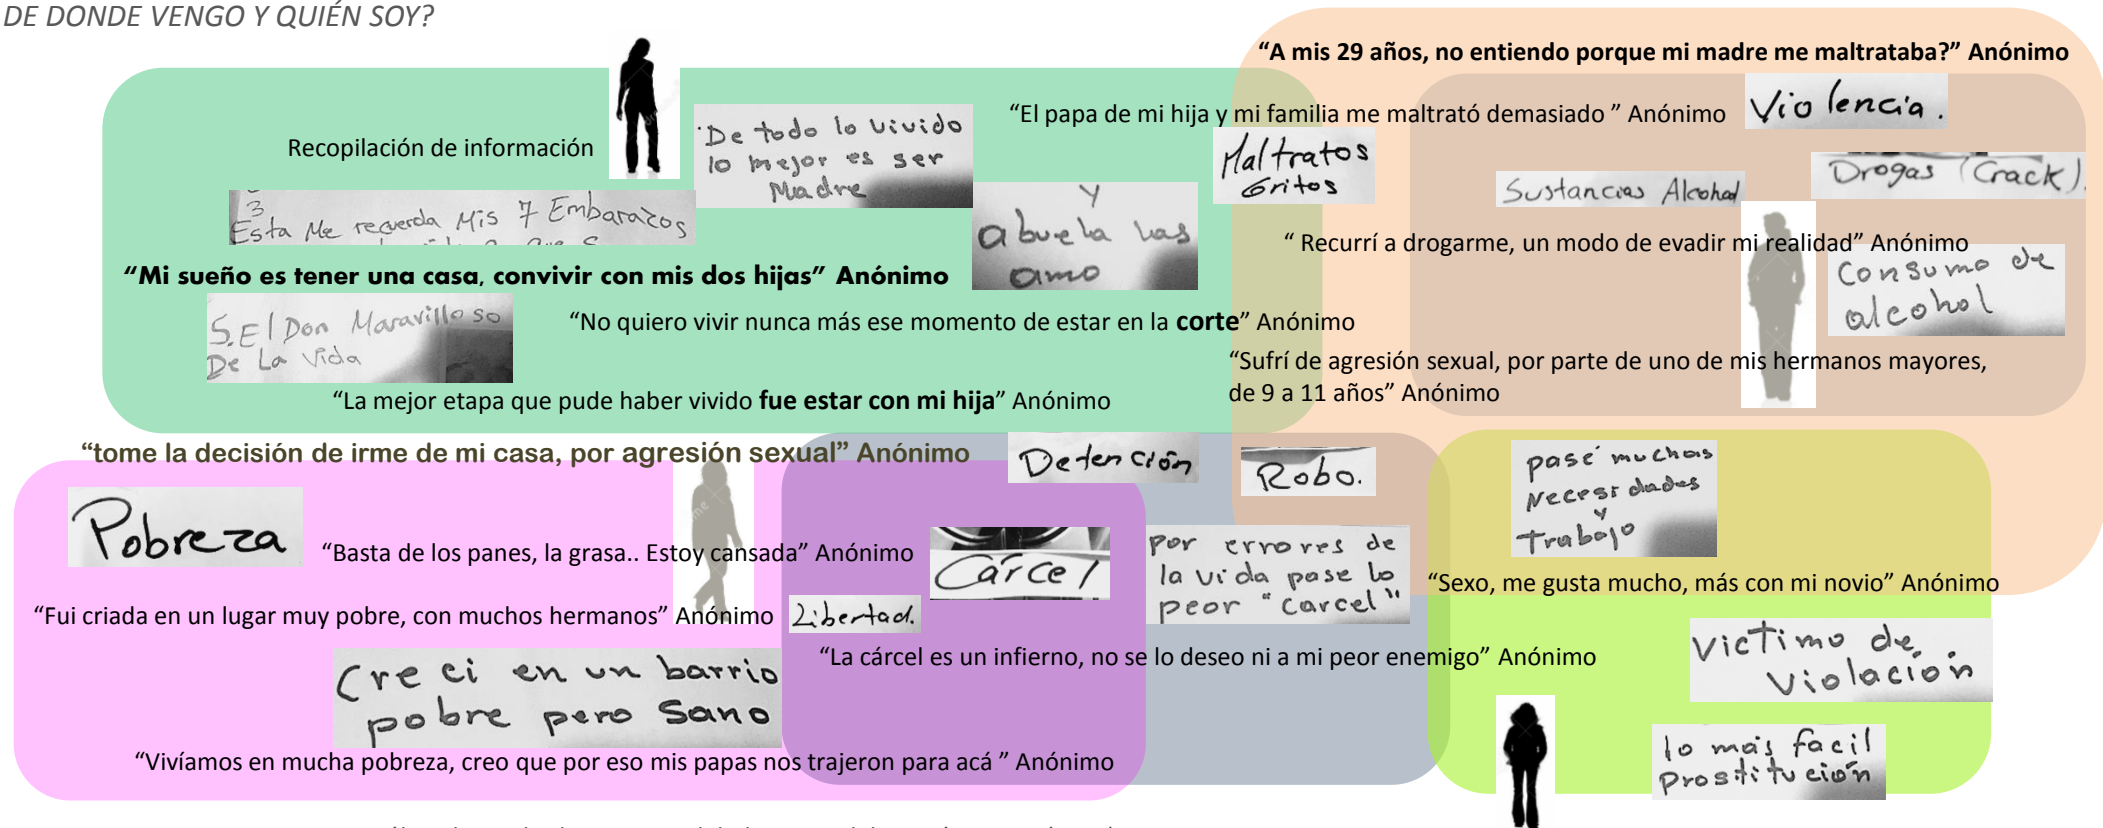 DE DONDE VENGO Y QUIÉN SOY?
“A mis 29 años, no entiendo porque mi madre me maltrataba?” Anónimo
“El papa de mi hija y mi familia me maltrató demasiado ” Anónimo
Violencia.
Recopilación de información
De todo lo vivido
lo mejor es ser
Madre
Maltratos
Gritos
Sustancias Alcohol
Drogas (Crack).
3
Esta Me recuerda Mis 7 Embarazos
y
abuela las
amo
“ Recurrí a drogarme, un modo de evadir mi realidad” Anónimo
Consumo de
alcohol
“Mi sueño es tener una casa, convivir con mis dos hijas” Anónimo
5. El Don Maravilloso
De La Vida
“No quiero vivir nunca más ese momento de estar en la corte” Anónimo
“Sufrí de agresión sexual, por parte de uno de mis hermanos mayores,
de 9 a 11 años” Anónimo
“La mejor etapa que pude haber vivido fue estar con mi hija” Anónimo
“tome la decisión de irme de mi casa, por agresión sexual” Anónimo
Detención
Robo.
pasé muchas
Necesidades
y
Trabajo
Pobreza
“Basta de los panes, la grasa.. Estoy cansada” Anónimo
Cárcel
por errores de
la vida pase lo
peor "carcel"
“Sexo, me gusta mucho, más con mi novio” Anónimo
“Fui criada en un lugar muy pobre, con muchos hermanos” Anónimo
Libertad.
“La cárcel es un infierno, no se lo deseo ni a mi peor enemigo” Anónimo
Victima de
Violación
Creci en un barrio
pobre pero Sano
lo más facil
Prostitución
“Vivíamos en mucha pobreza, creo que por eso mis papas nos trajeron para acá ” Anónimo